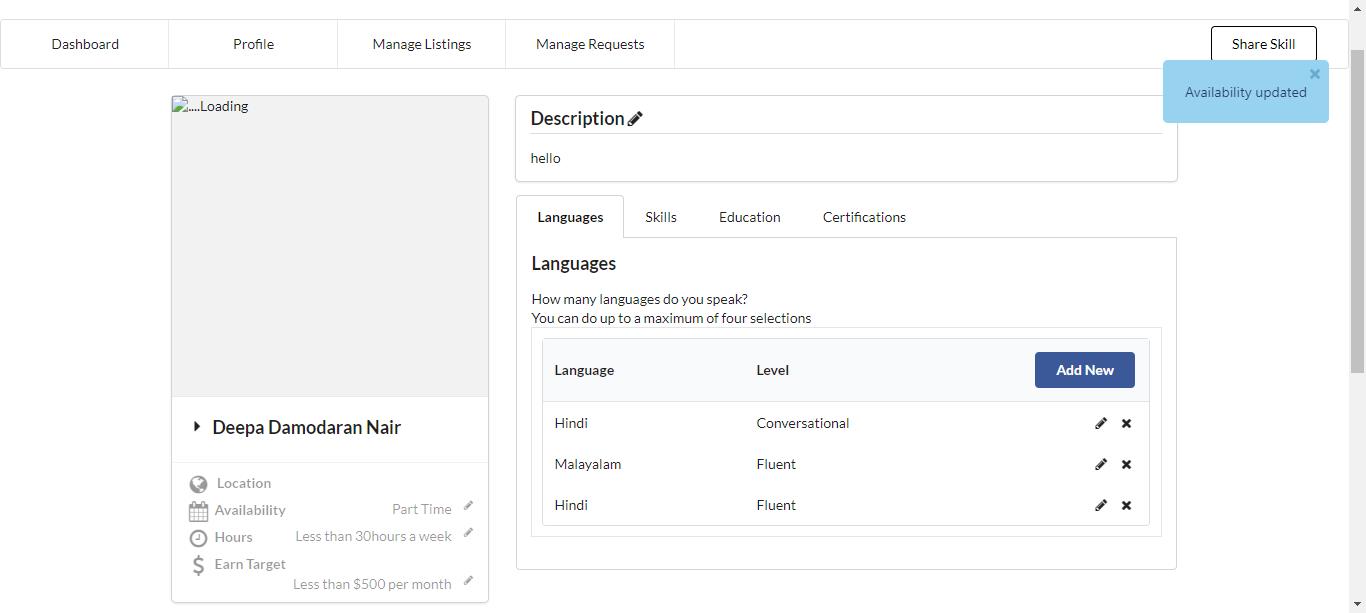 Dashboard Profile Manage Listings Manage Requests Share Skill
Availability updated
....Loading
Deepa Damodaran Nair
Location
Availability Part Time
Hours Less than 30hours a week
Earn Target
Less than $500 per month
Description
hello
Languages Skills Education Certifications
Languages
How many languages do you speak?
You can do up to a maximum of four selections
Language Level Add New
Hindi Conversational
Malayalam Fluent
Hindi Fluent